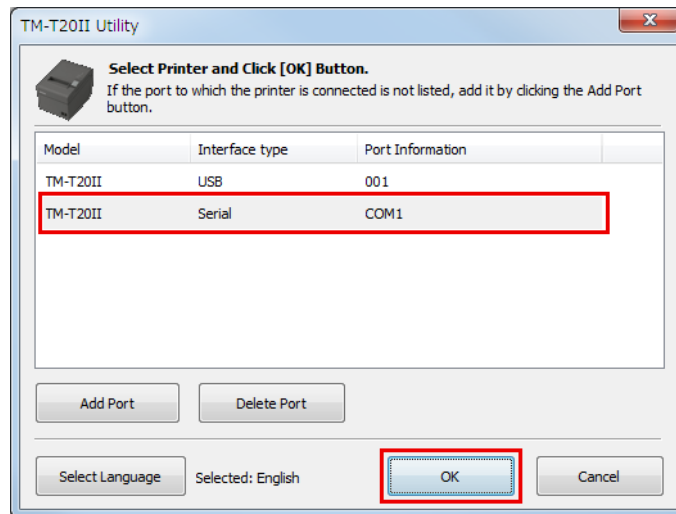 TM-T20II Utility
Select Printer and Click [OK] Button.
If the port to which the printer is connected is not listed, add it by clicking the Add Port
button.
Model Interface type Port Information
TM-T20II USB 001
TM-T20II Serial COM1
Add Port Delete Port
Select Language Selected: English OK Cancel